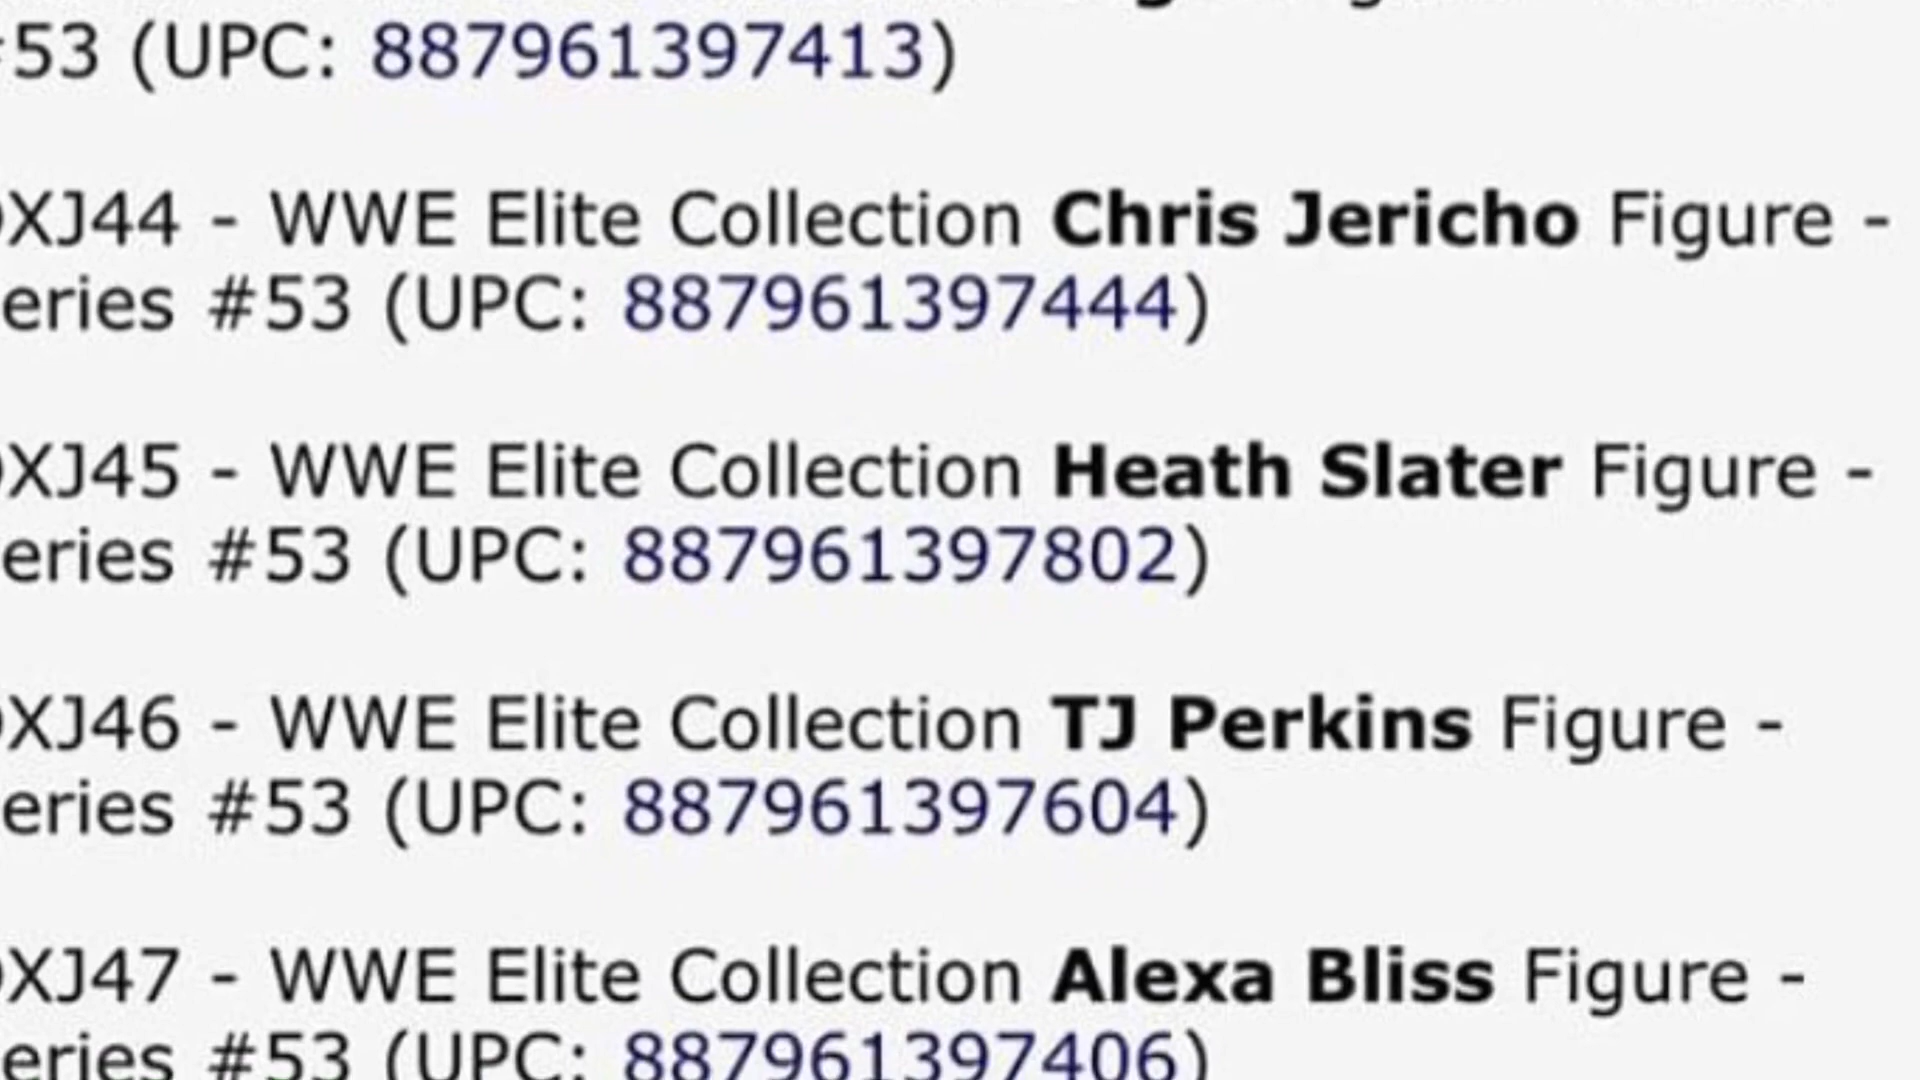 #53 (UPC: 887961397413)
XJ44 - WWE Elite Collection Chris Jericho Figure -
eries #53 (UPC: 887961397444)
XJ45 - WWE Elite Collection Heath Slater Figure -
eries #53 (UPC: 887961397802)
XJ46 - WWE Elite Collection TJ Perkins Figure -
eries #53 (UPC: 887961397604)
XJ47 - WWE Elite Collection Alexa Bliss Figure -
eries #53 (UPC: 887961397406)